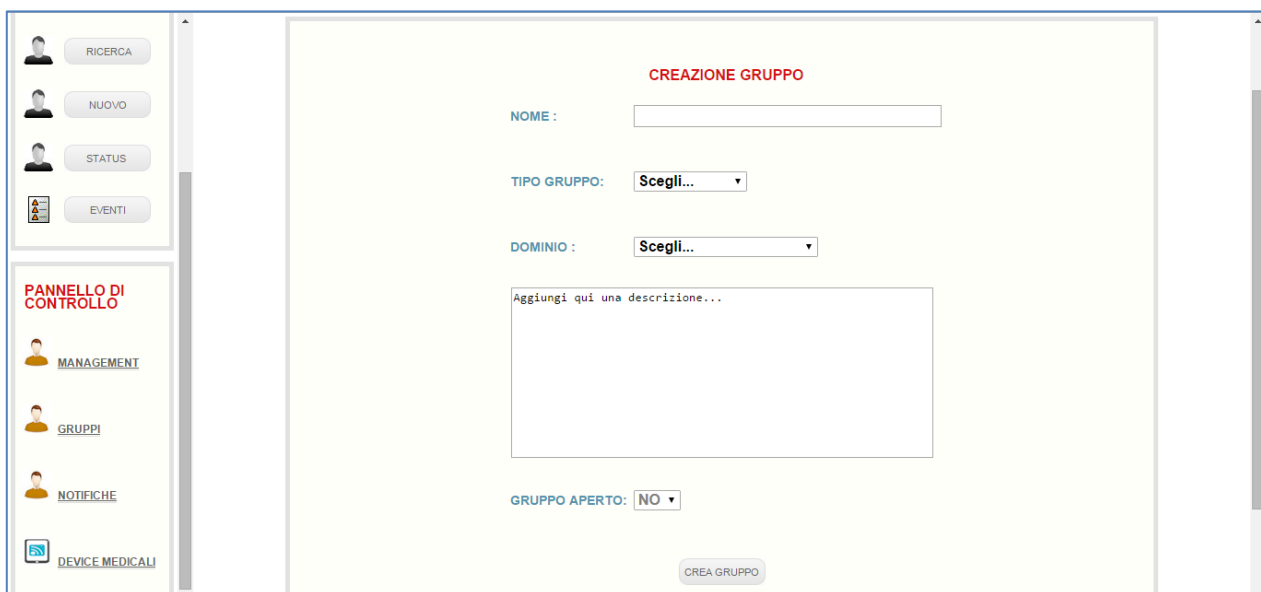 RICERCA
NUOVO
STATUS
EVENTI
PANNELLO DI
CONTROLLO
MANAGEMENT
GRUPPI
NOTIFICHE
DEVICE MEDICALI
CREAZIONE GRUPPO
NOME :
TIPO GRUPPO: Scegli...
DOMINIO : Scegli...
Aggiungi qui una descrizione...
GRUPPO APERTO: NO
CREA GRUPPO